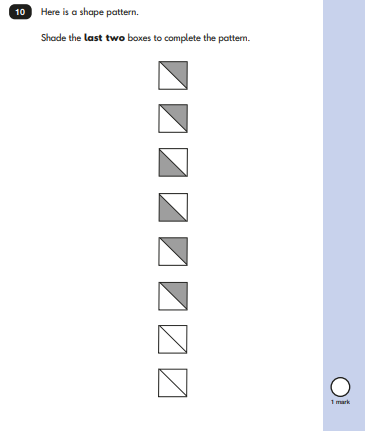 10 Here is a shape pattern.
Shade the last two boxes to complete the pattern.
1 mark